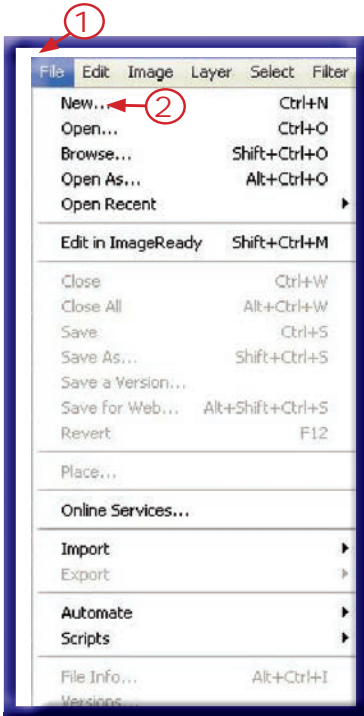 1
File Edit Image Layer Select Filter
New... 2 Ctrl+N
Open... Ctrl+O
Browse... Shift+Ctrl+O
Open As... Alt+Ctrl+O
Open Recent
Edit in ImageReady Shift+Ctrl+M
Close Ctrl+W
Close All Alt+Ctrl+W
Save Ctrl+S
Save As... Shift+Ctrl+S
Save a Version...
Save for Web... Alt+Shift+Ctrl+S
Revert F12
Place...
Online Services...
Import
Export
Automate
Scripts
File Info... Alt+Ctrl+I
Versions...